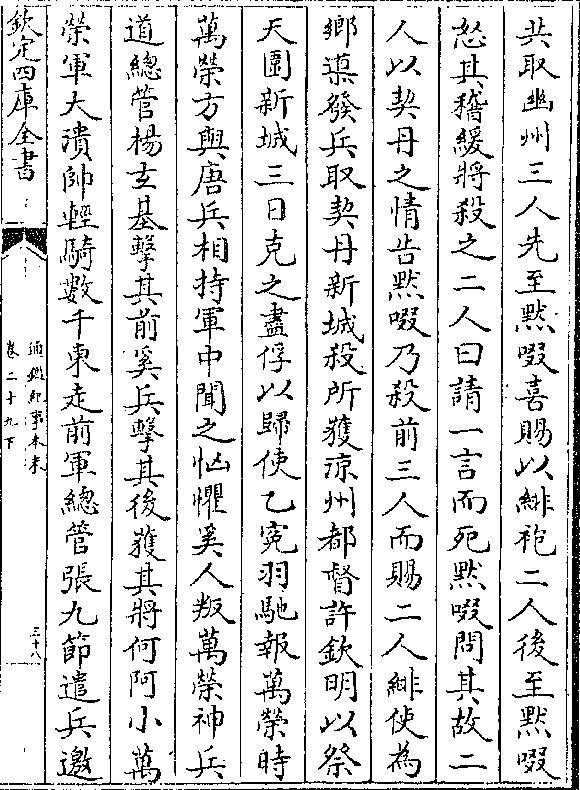 共取幽州三人先至黙啜喜賜以緋袍二人後至黙啜
怒其稽緩將殺之二人曰請一言而死黙啜問其故二
人以契丹之情告黙啜乃殺前三人而賜二人緋使為
鄉導發兵取契丹新城殺所獲涼州都督許欽明以祭
天圍新城三日克之盡俘以歸使乙寃羽馳報萬榮時
萬榮方與唐兵相持軍中聞之恟懼奚人叛萬榮神兵
道總管楊𤣥基擊其前奚兵擊其後獲其將何阿小萬
榮軍大潰帥輕騎數千東走前軍總管張九節遣兵邀
欽定四庫全書
通鑑紀事本末
卷二十九下
三十八